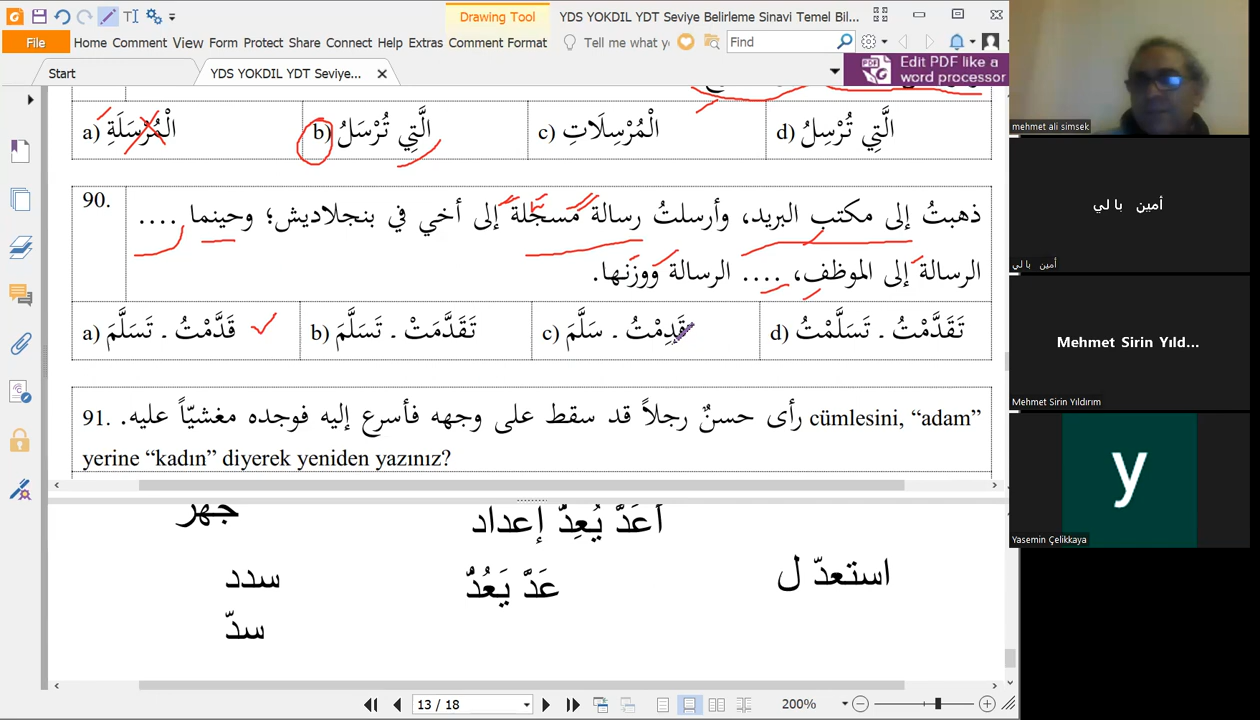 YDS YOKDIL YDT Seviye Belirleme Sinavi Temel Bil...
Drawing Tool
File Home Comment View Form Protect Share Connect Help Extras Comment Format
Tell me
Find
Start
YDS YOKDIL YDT Seviye...
Edit PDF like a
word processor
a) الْمُرْسَلَةِ
b) الَّتِي تُرْسَلُ
c) الْمُرْسِلَاتِ
d) الَّتِي تُرْسِلُ
90.
ذهبتُ إلى مكتب البريد، وأرسلتُ رسالة مسجّلة إلى أخي في بنجلاديش؛ وحينما ....
الرسالة إلى الموظف، .... الرسالة ووزنها.
a) قَدَّمْتُ - تَسَلَّمَ
b) تَقَدَّمَتْ - تَسَلَّمَ
c) قَدِمْتُ - سَلَّمَ
d) تَقَدَّمْتُ - تَسَلَّمْتُ
91. رأى حسنٌ رجلاً قد سقط على وجهه فأسرع إليه فوجده مغشيّاً عليه. cümlesini, “adam”
yerine “kadın” diyerek yeniden yazınız?
جهر
سدد
سدّ
أَعَدَّ يُعِدُّ إعداد
عَدَّ يَعُدُّ
استعدّ ل
13 / 18
200%
mehmet ali simsek
أمين بالي
أمين بالي
Mehmet Sirin Yıld...
Mehmet Sirin Yıldırım
y
Yasemin Çelikkaya